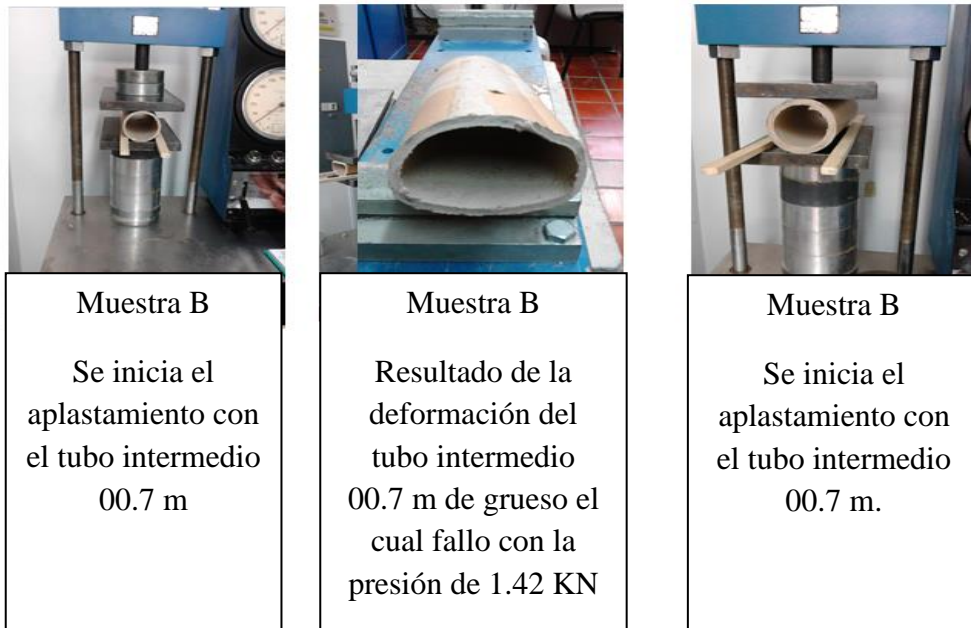 Muestra B
Se inicia el
aplastamiento con
el tubo intermedio
00.7 m
Muestra B
Resultado de la
deformación del
tubo intermedio
00.7 m de grueso el
cual fallo con la
presión de 1.42 KN
Muestra B
Se inicia el
aplastamiento con
el tubo intermedio
00.7 m.